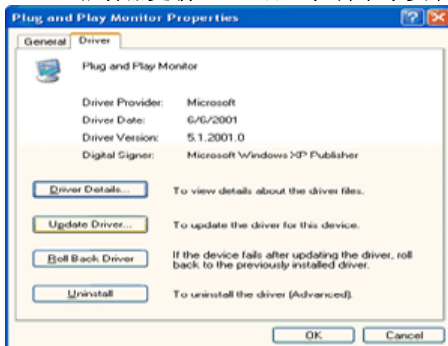 Plug and Play Monitor Properties
General Driver
Plug and Play Monitor
Driver Provider: Microsoft
Driver Date: 6/6/2001
Driver Version: 5.1.2001.0
Digital Signer: Microsoft Windows XP Publisher
Driver Details... To view details about the driver files.
Update Driver... To update the driver for this device.
Roll Back Driver If the device fails after updating the driver, roll
back to the previously installed driver.
Uninstall To uninstall the driver (Advanced).
OK Cancel